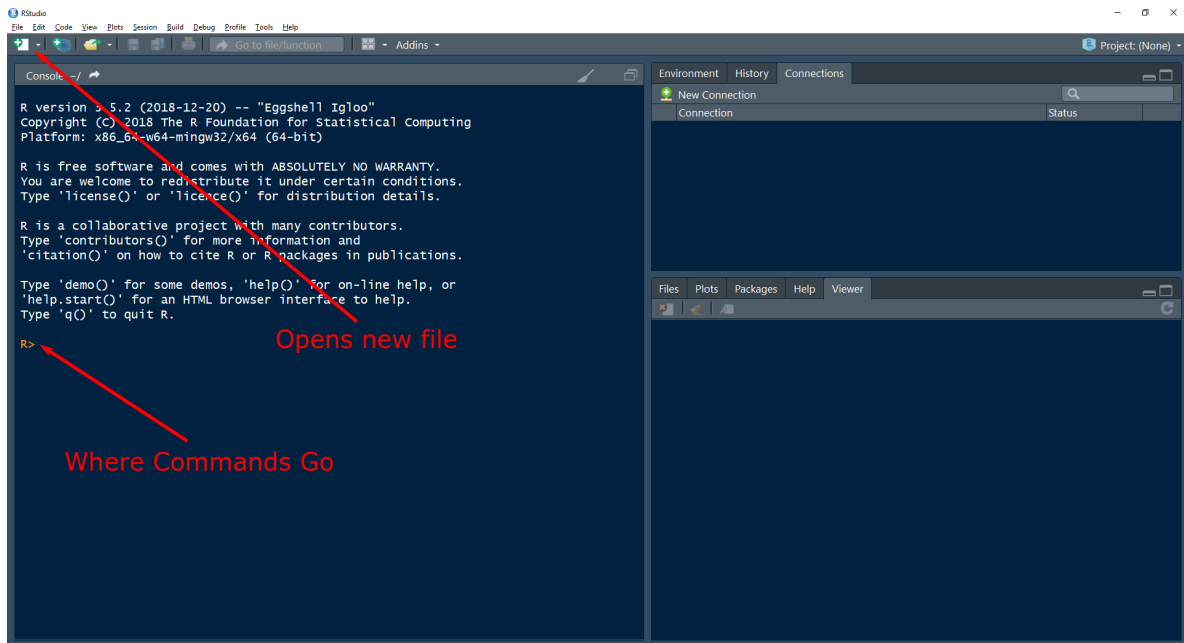 RStudio
File Edit Code View Plots Session Build Debug Profile Tools Help
Go to file/function Addins Project: (None)
Console ~/
R version 3.5.2 (2018-12-20) -- "Eggshell Igloo"
Copyright (C) 2018 The R Foundation for Statistical Computing
Platform: x86_64-w64-mingw32/x64 (64-bit)
R is free software and comes with ABSOLUTELY NO WARRANTY.
You are welcome to redistribute it under certain conditions.
Type 'license()' or 'licence()' for distribution details.
R is a collaborative project with many contributors.
Type 'contributors()' for more information and
'citation()' on how to cite R or R packages in publications.
Type 'demo()' for some demos, 'help()' for on-line help, or
'help.start()' for an HTML browser interface to help.
Type 'q()' to quit R.
R>
Opens new file
Where Commands Go
Environment History Connections
New Connection
Connection Status
Files Plots Packages Help Viewer